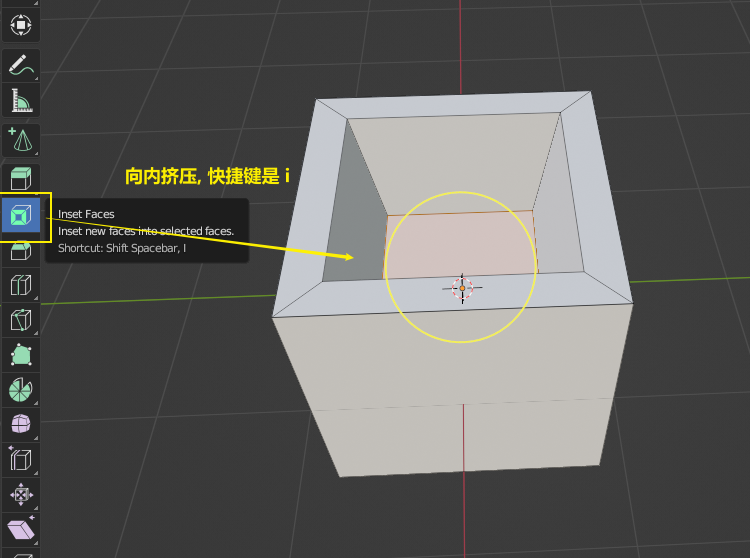 向内挤压, 快捷键是 i
Inset Faces
Inset new faces into selected faces.
Shortcut: Shift Spacebar, I